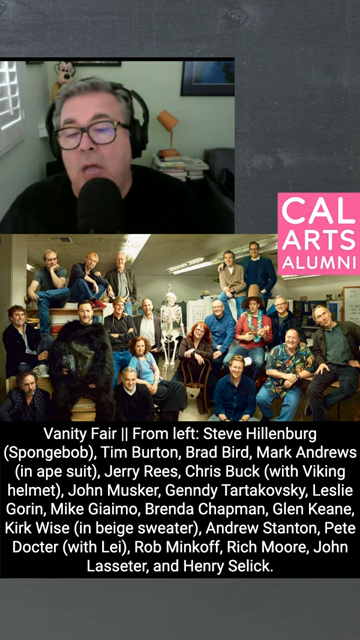 CAL
ARTS
ALUMNI
Vanity Fair || From left: Steve Hillenburg
(Spongebob), Tim Burton, Brad Bird, Mark Andrews
(in ape suit), Jerry Rees, Chris Buck (with Viking
helmet), John Musker, Genndy Tartakovsky, Leslie
Gorin, Mike Giaimo, Brenda Chapman, Glen Keane,
Kirk Wise (in beige sweater), Andrew Stanton, Pete
Docter (with Lei), Rob Minkoff, Rich Moore, John
Lasseter, and Henry Selick.